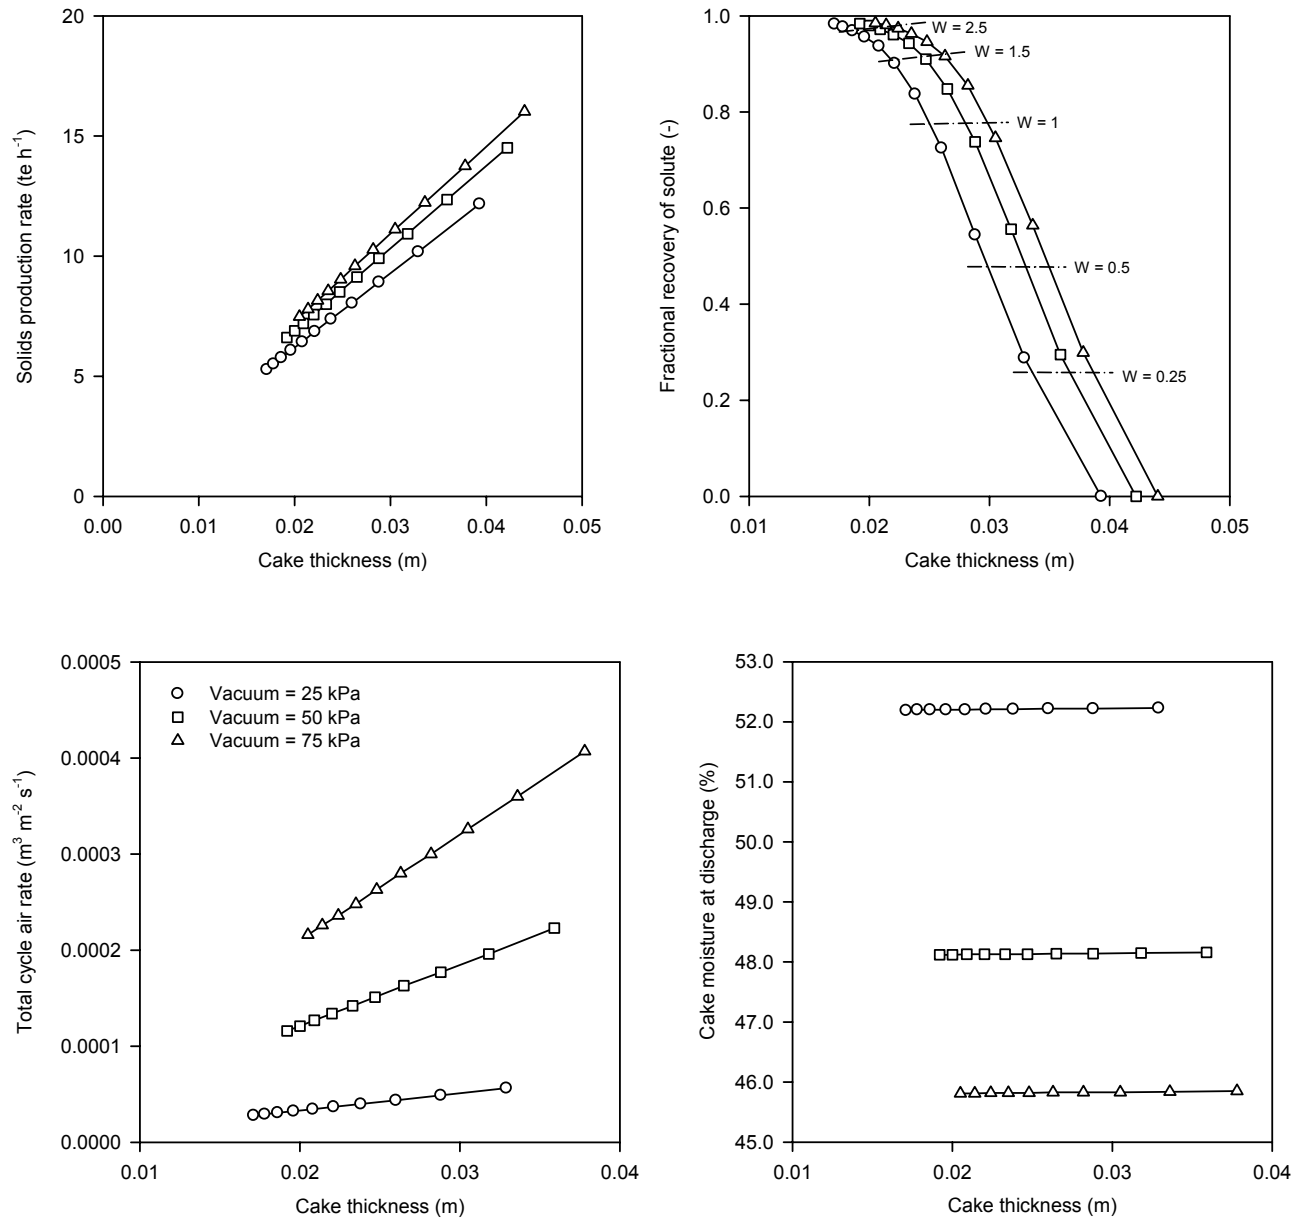 Solids production rate (te h⁻¹)
20
15
10
5
0
0.00
0.01
0.02
0.03
0.04
0.05
Cake thickness (m)
Fractional recovery of solute (-)
1.0
0.8
0.6
0.4
0.2
0.0
W = 2.5
W = 1.5
W = 1
W = 0.5
W = 0.25
0.01
0.02
0.03
0.04
0.05
Cake thickness (m)
Total cycle air rate (m³ m⁻² s⁻¹)
0.0005
0.0004
0.0003
0.0002
0.0001
0.0000
Vacuum = 25 kPa
Vacuum = 50 kPa
Vacuum = 75 kPa
0.01
0.02
0.03
0.04
Cake thickness (m)
Cake moisture at discharge (%)
53.0
52.0
51.0
50.0
49.0
48.0
47.0
46.0
45.0
0.01
0.02
0.03
0.04
Cake thickness (m)